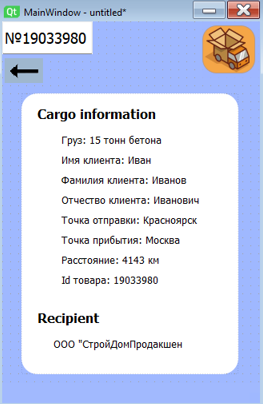 Qt MainWindow - untitled*
№19033980
Cargo information
Груз: 15 тонн бетона
Имя клиента: Иван
Фамилия клиента: Иванов
Отчество клиента: Иванович
Точка отправки: Красноярск
Точка прибытия: Москва
Расстояние: 4143 км
Id товара: 19033980
Recipient
ООО "СтройДомПродакшен